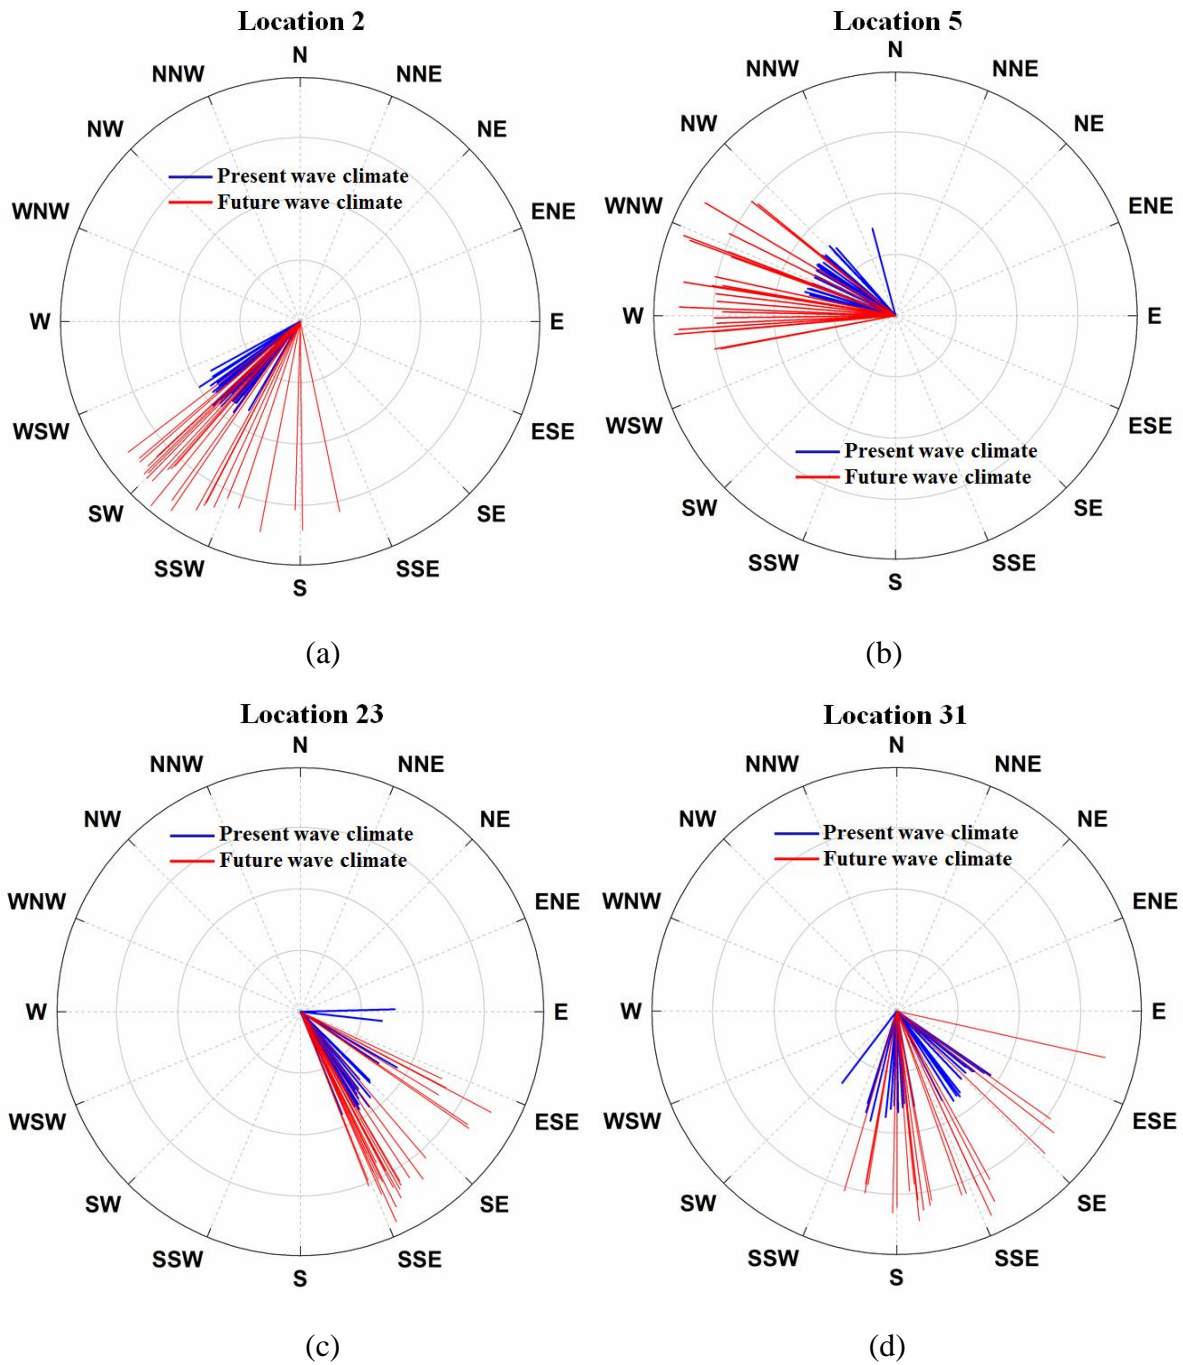 Location 2
N
NNW
NNE
NW
NE
Present wave climate
Future wave climate
WNW
ENE
W
E
WSW
ESE
SW
SE
SSW
SSE
S
(a)
Location 5
N
NNW
NNE
NW
NE
WNW
ENE
W
E
WSW
ESE
Present wave climate
Future wave climate
SW
SE
SSW
SSE
S
(b)
Location 23
N
NNW
NNE
NW
NE
Present wave climate
Future wave climate
WNW
ENE
W
E
WSW
ESE
SW
SE
SSW
SSE
S
(c)
Location 31
N
NNW
NNE
NW
NE
Present wave climate
Future wave climate
WNW
ENE
W
E
WSW
ESE
SW
SE
SSW
SSE
S
(d)